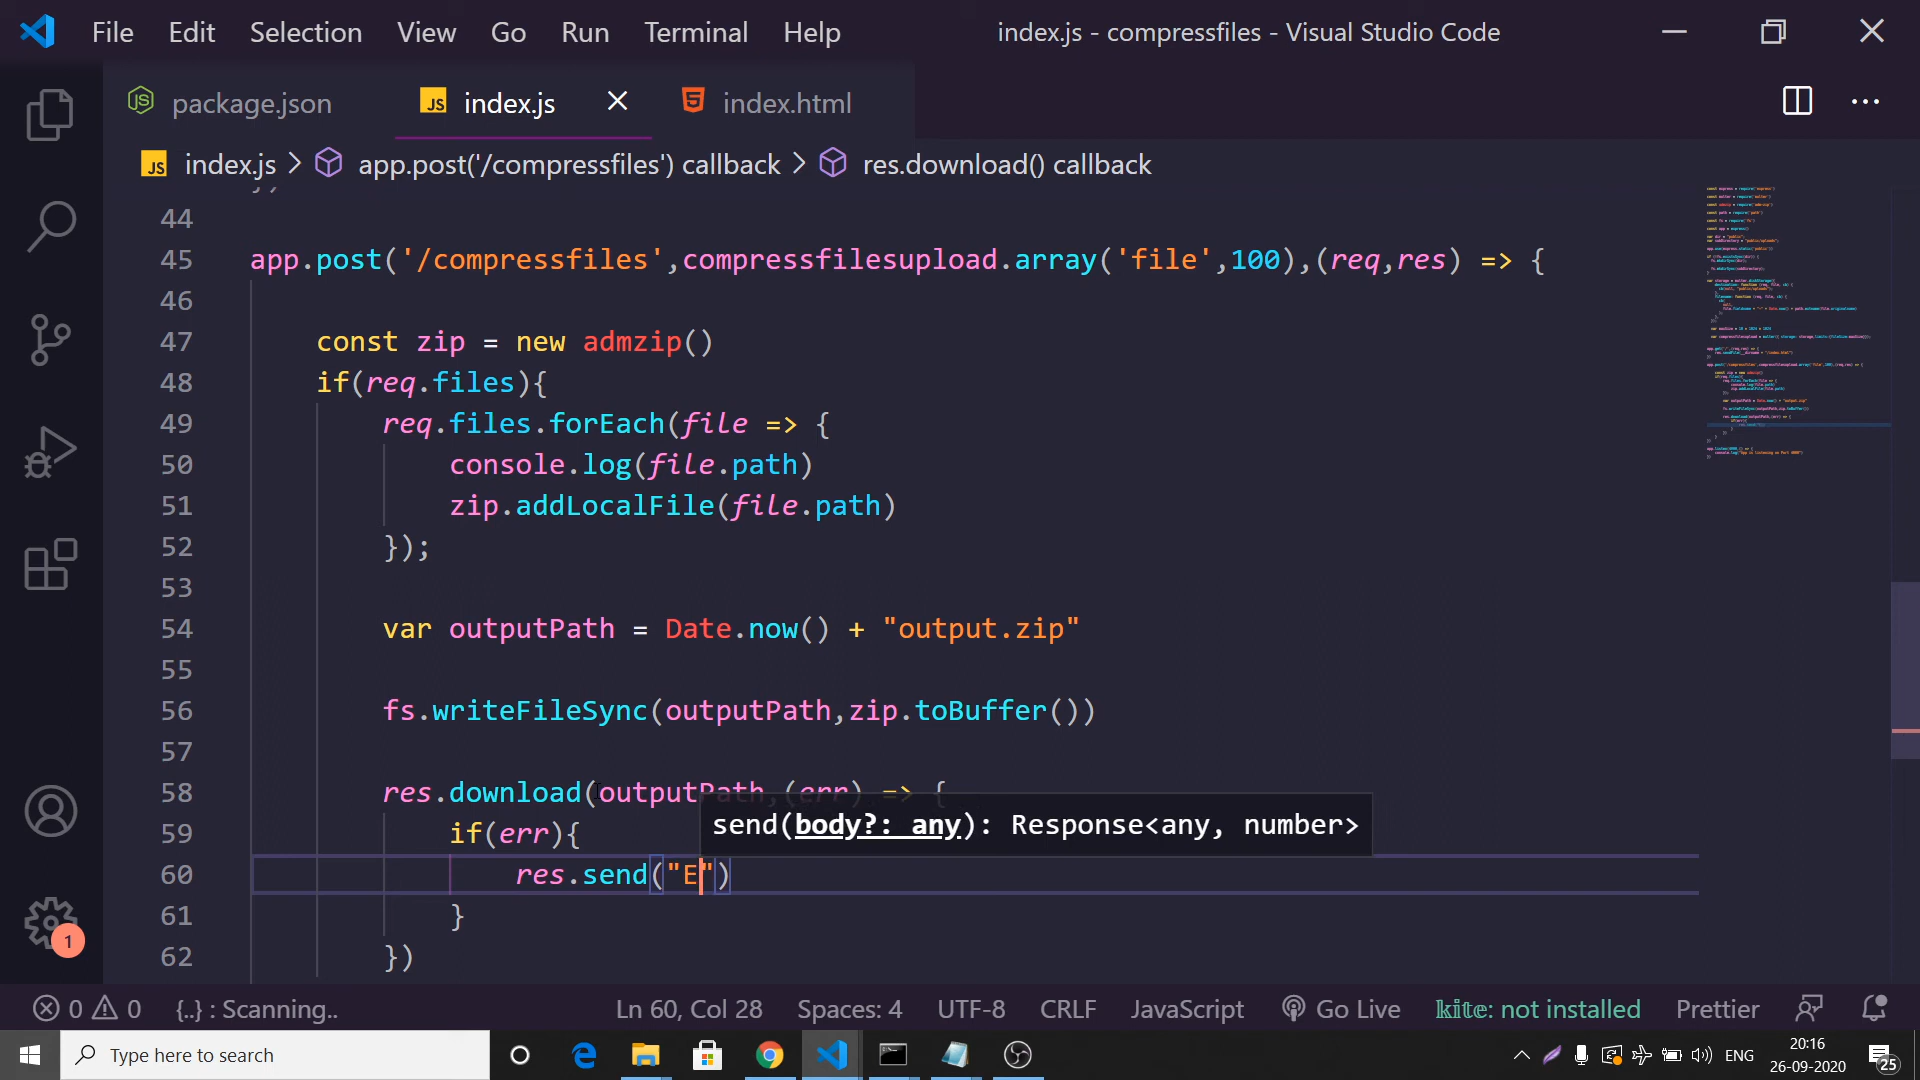 File Edit Selection View Go Run Terminal Help index.js - compressfiles - Visual Studio Code
package.json JS index.js index.html
JS index.js > app.post('/compressfiles') callback > res.download() callback
44
45 app.post('/compressfiles',compressfilesupload.array('file',100),(req,res) => {
46
47 const zip = new admzip()
48 if(req.files){
49 req.files.forEach(file => {
50 console.log(file.path)
51 zip.addLocalFile(file.path)
52 });
53
54 var outputPath = Date.now() + "output.zip"
55
56 fs.writeFileSync(outputPath,zip.toBuffer())
57
58 res.download(outputPath,(err) => {
send(body?: any): Response<any, number>
59 if(err){
60 res.send("E")
61 }
62 })
1
0 0 {..} : Scanning.. Ln 60, Col 28 Spaces: 4 UTF-8 CRLF JavaScript Go Live kite: not installed Prettier
Type here to search ENG 20:16 26-09-2020 25